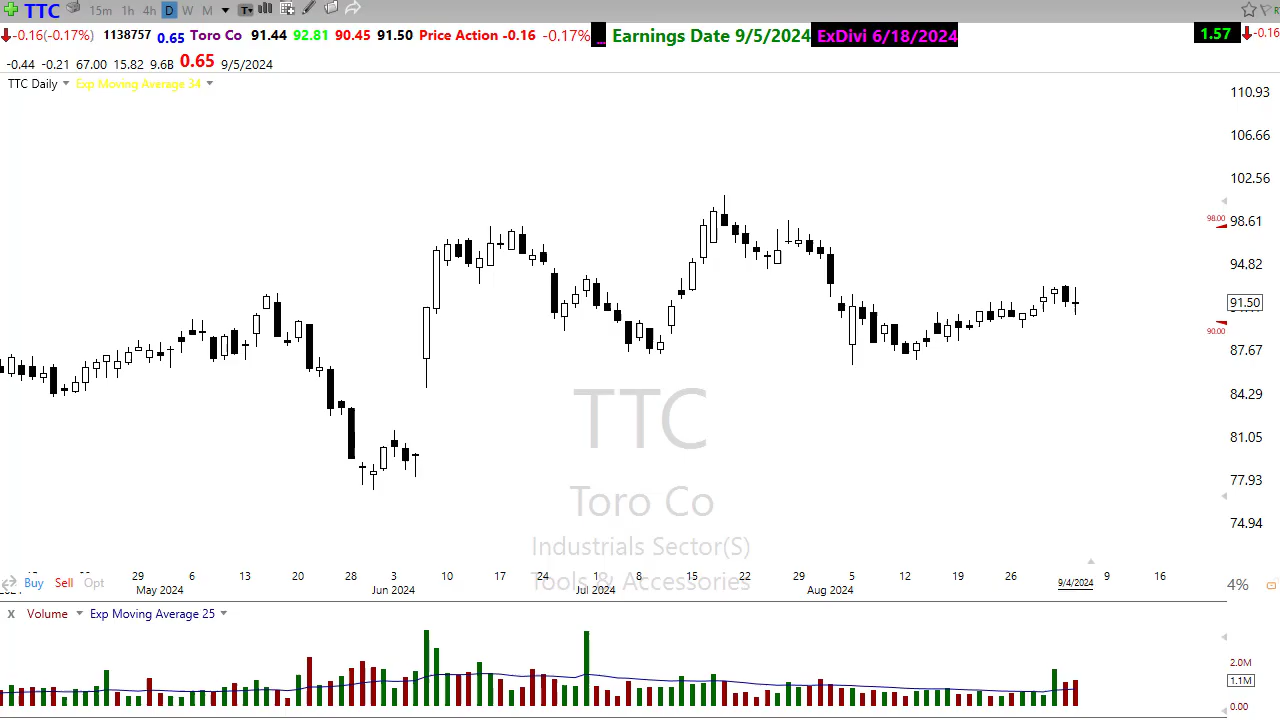 TTC 15m 1h 4h D W M T
-0.16(-0.17%) 1138757 0.65 Toro Co 91.44 92.81 90.45 91.50 Price Action -0.16 -0.17% ... Earnings Date 9/5/2024 ExDivi 6/18/2024 1.57 -0.16
-0.44 -0.21 67.00 15.82 9.6B 0.65 9/5/2024
TTC Daily Exp Moving Average 34
110.93
106.66
102.56
98.00 98.61
94.82
91.50
90.00
87.67
84.29
81.05
77.93
74.94
TTC
Toro Co
Industrials Sector(S)
Tools & Accessories
29 6 13 20 28 3 10 17 24 1 8 15 22 29 5 12 19 26 9/4/2024 9 16
Buy Sell Opt 4%
May 2024 Jun 2024 Jul 2024 Aug 2024
X Volume Exp Moving Average 25
2.0M
1.1M
0.00